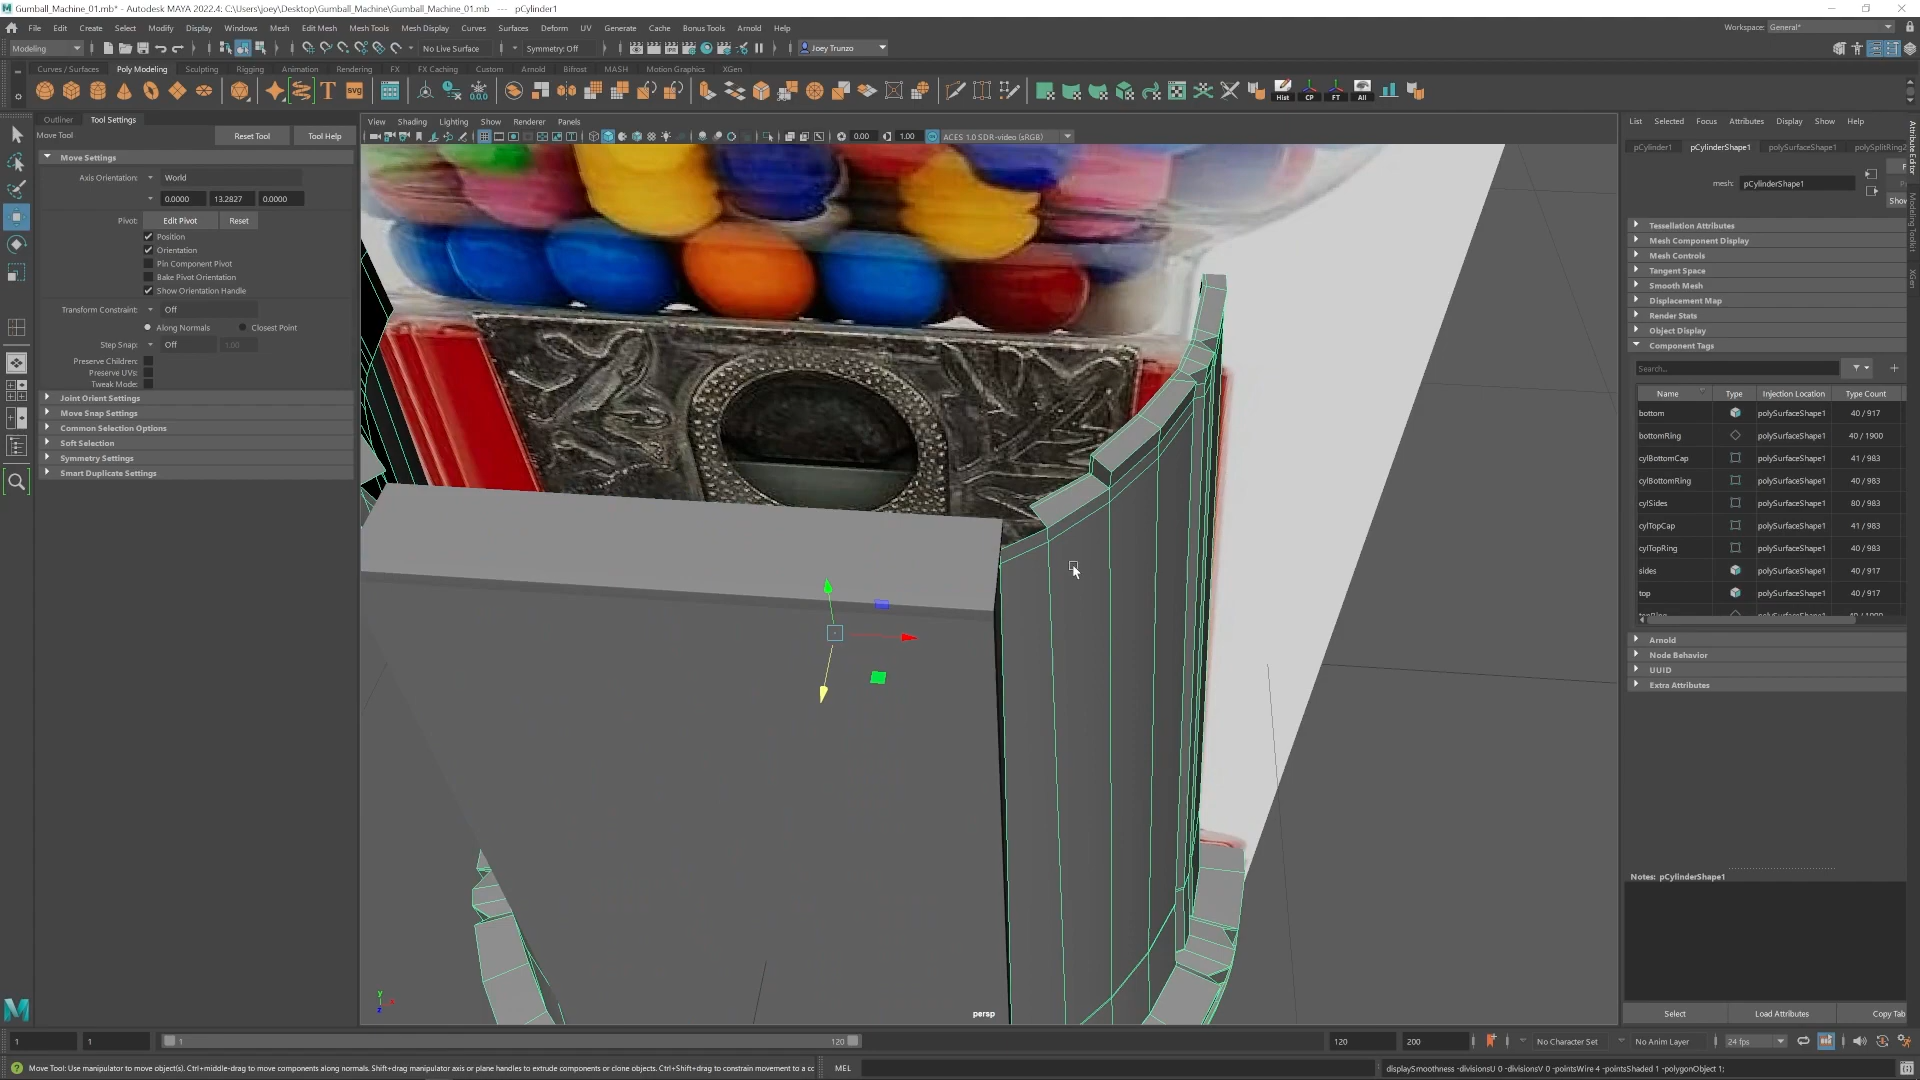 Gumball_Machine_01.mb* - Autodesk MAYA 2022.4: C:\Users\joey\Desktop\Gumball_Machine\Gumball_Machine_01.mb --- pCylinder1
File Edit Create Select Modify Display Windows Mesh Edit Mesh Mesh Tools Mesh Display Curves Surfaces Deform UV Generate Cache Bonus Tools Arnold Help
Workspace: General*
Modeling
No Live Surface
Symmetry: Off
Joey Trunzo
Curves / Surfaces Poly Modeling Sculpting Rigging Animation Rendering FX FX Caching Custom Arnold Bifrost MASH Motion Graphics XGen
T
SVG
Hist CP FT All
Outliner Tool Settings
Move Tool Reset Tool Tool Help
Move Settings
Axis Orientation: World
0.0000 13.2827 0.0000
Pivot: Edit Pivot Reset
Position
Orientation
Pin Component Pivot
Bake Pivot Orientation
Show Orientation Handle
Transform Constraint: Off
Along Normals Closest Point
Step Snap: Off 1.00
Preserve Children:
Preserve UVs:
Tweak Mode:
Joint Orient Settings
Move Snap Settings
Common Selection Options
Soft Selection
Symmetry Settings
Smart Duplicate Settings
View Shading Lighting Show Renderer Panels
0.00 1.00 ACES 1.0 SDR-video (sRGB)
persp
List Selected Focus Attributes Display Show Help
pCylinder1 pCylinderShape1 polySurfaceShape1 polySplitRing2
mesh: pCylinderShape1
Show
Tessellation Attributes
Mesh Component Display
Mesh Controls
Tangent Space
Smooth Mesh
Displacement Map
Render Stats
Object Display
Component Tags
Search...
Name Type Injection Location Type Count
bottom polySurfaceShape1 40 / 917
bottomRing polySurfaceShape1 40 / 1900
cylBottomCap polySurfaceShape1 41 / 983
cylBottomRing polySurfaceShape1 40 / 983
cylSides polySurfaceShape1 80 / 983
cylTopCap polySurfaceShape1 41 / 983
cylTopRing polySurfaceShape1 40 / 983
sides polySurfaceShape1 40 / 917
top polySurfaceShape1 40 / 917
Arnold
Node Behavior
UUID
Extra Attributes
Notes: pCylinderShape1
Select Load Attributes Copy Tab
Attribute Editor
Modeling Toolkit
XGen
1 1 1 120 120 200 No Character Set No Anim Layer 24 fps
Move Tool: Use manipulator to move object(s). Ctrl+middle-drag to move components along normals. Shift+drag manipulator axis or plane handles to extrude components or clone objects. Ctrl+Shift+drag to constrain movement to a cc
MEL
displaySmoothness -divisionsU 0 -divisionsV 0 -pointsWire 4 -pointsShaded 1 -polygonObject 1;